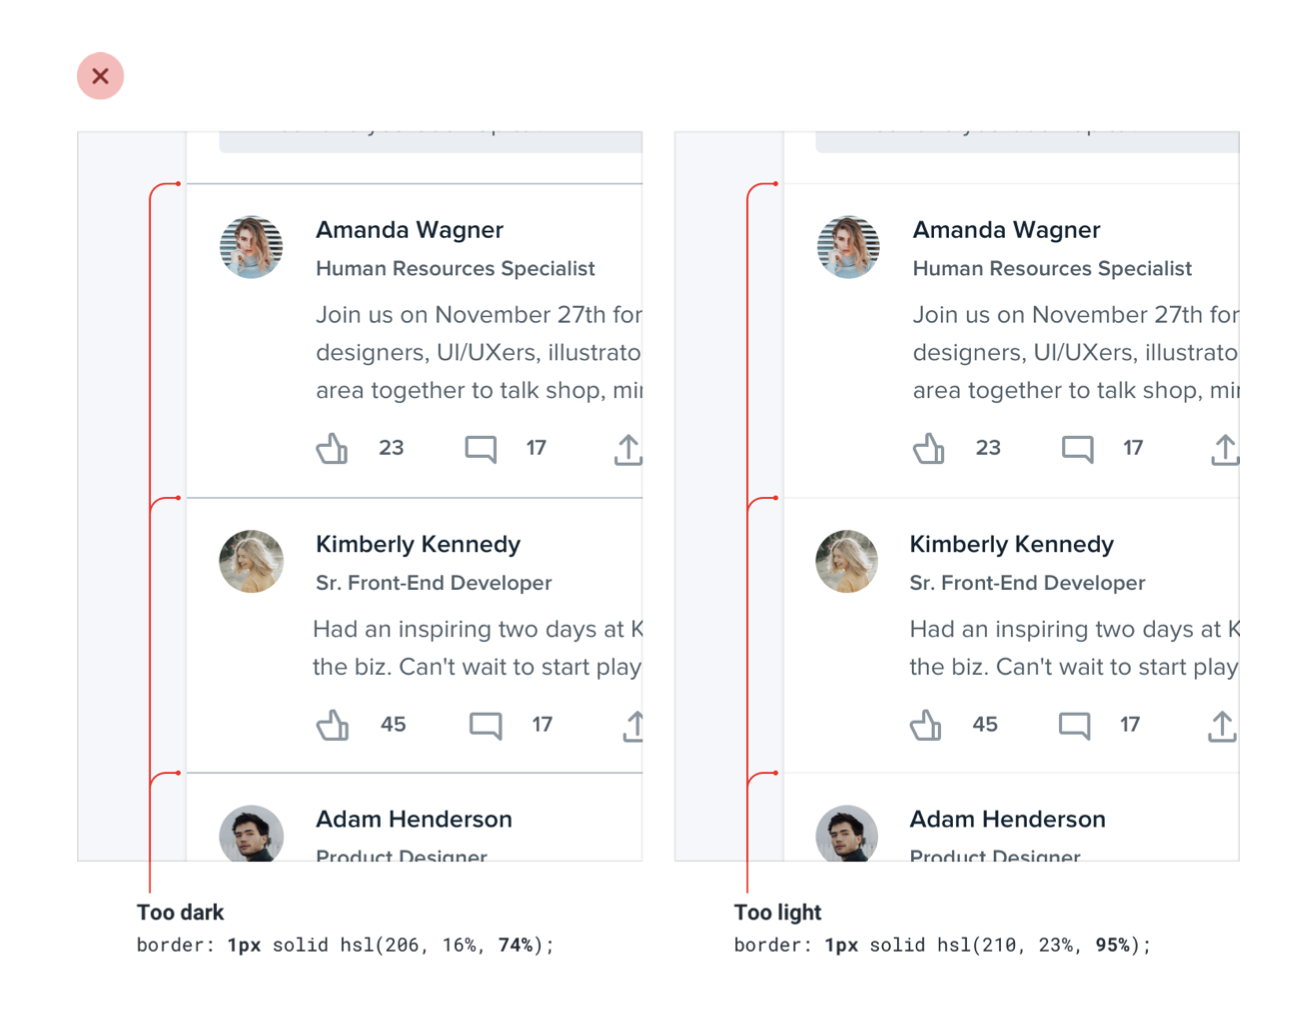 Amanda Wagner
Human Resources Specialist
Join us on November 27th for
designers, UI/UXers, illustrato
area together to talk shop, mi
23 17
Kimberly Kennedy
Sr. Front-End Developer
Had an inspiring two days at K
the biz. Can't wait to start play
45 17
Adam Henderson
Product Designer
Too dark
border: 1px solid hsl(206, 16%, 74%);
Amanda Wagner
Human Resources Specialist
Join us on November 27th for
designers, UI/UXers, illustrato
area together to talk shop, mi
23 17
Kimberly Kennedy
Sr. Front-End Developer
Had an inspiring two days at K
the biz. Can't wait to start play
45 17
Adam Henderson
Product Designer
Too light
border: 1px solid hsl(210, 23%, 95%);